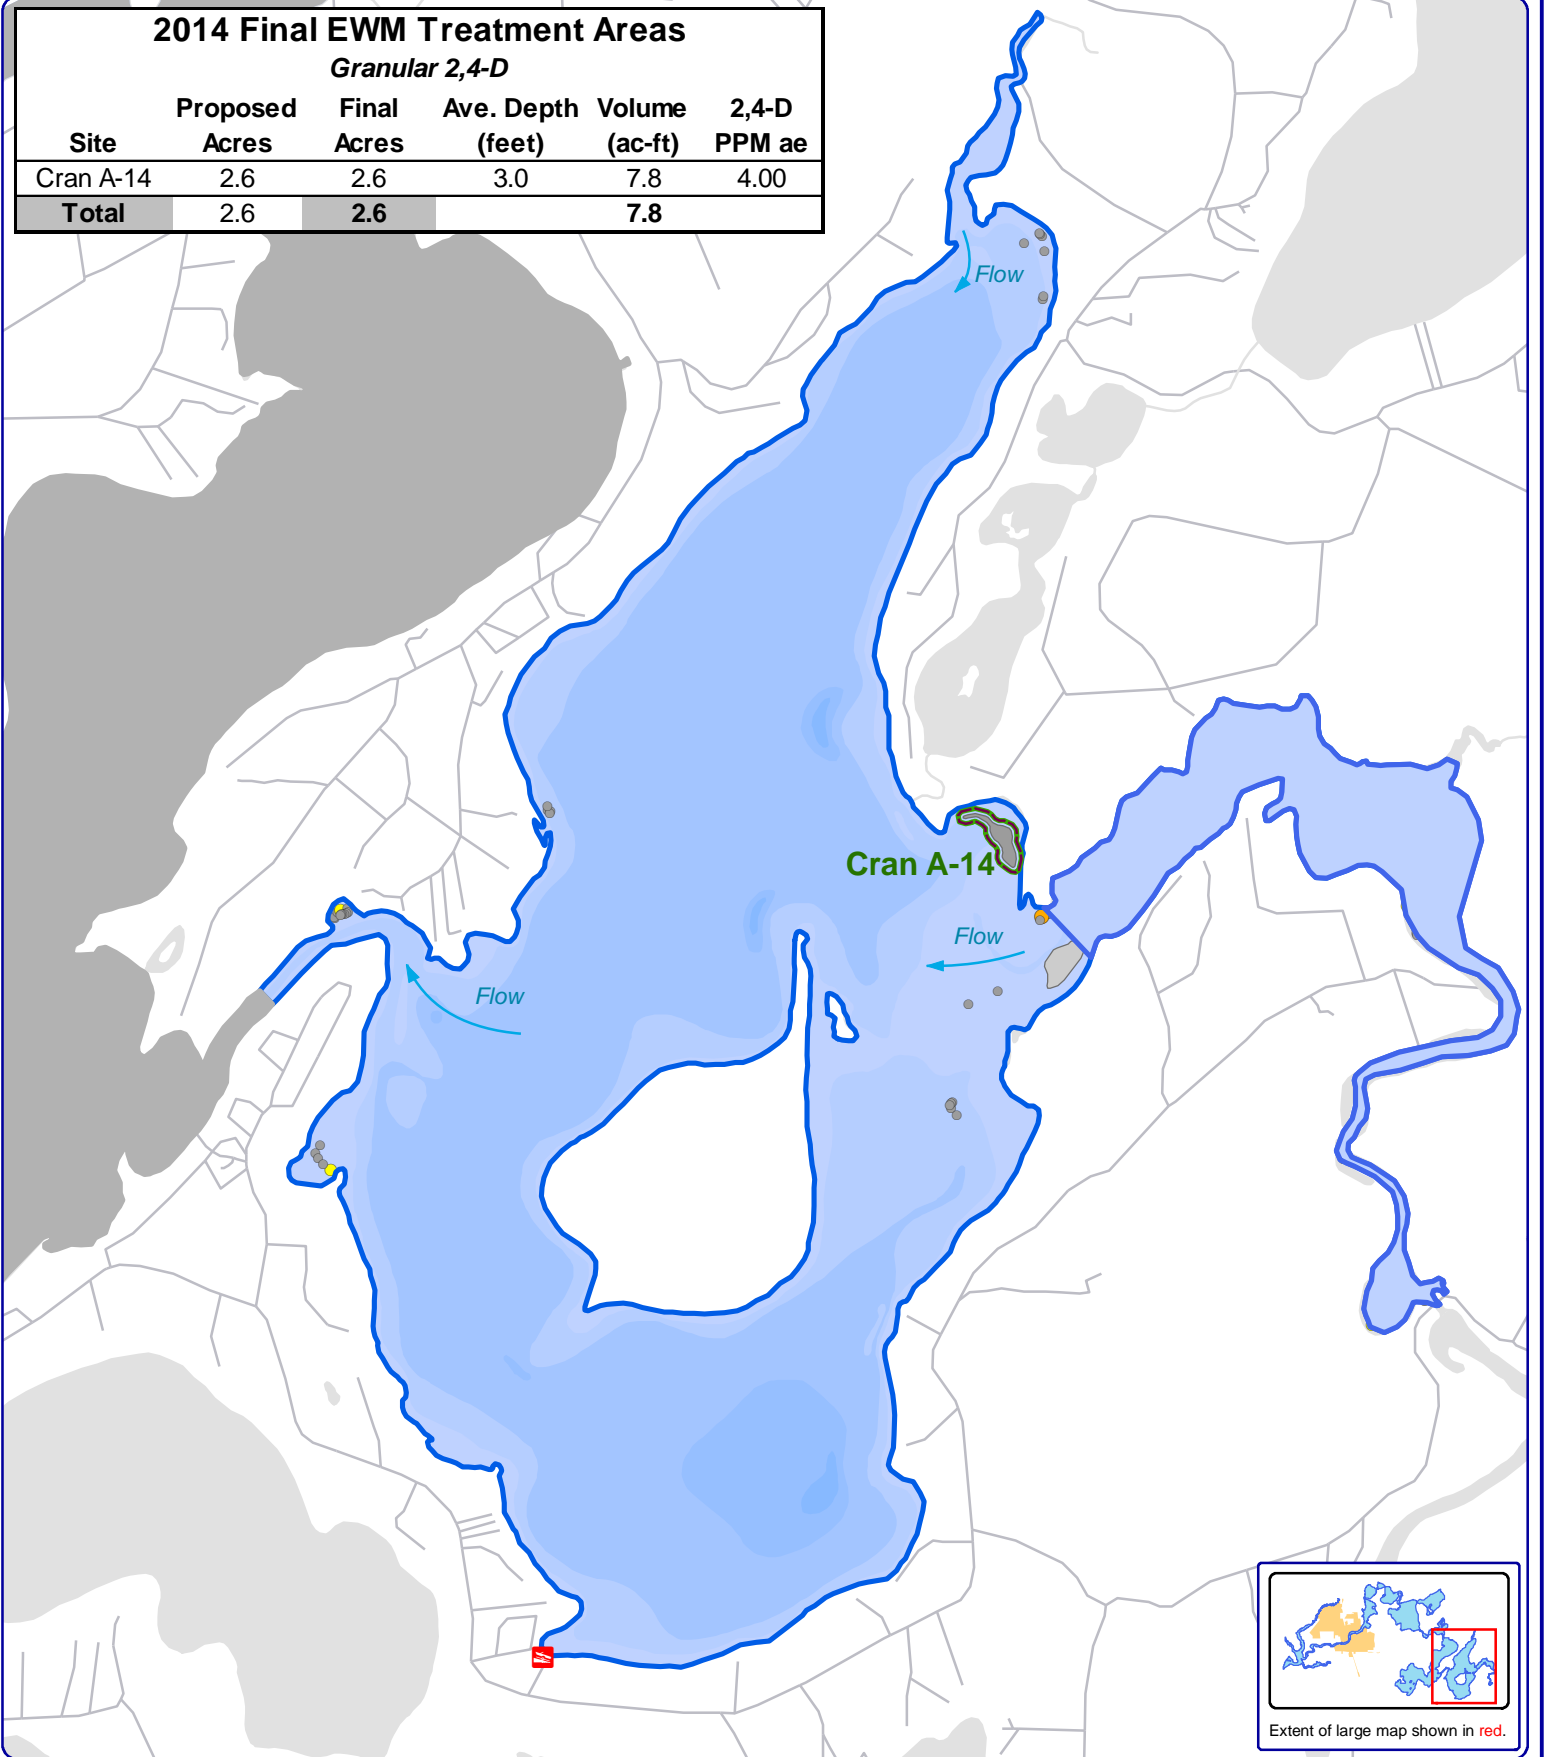 2014 Final EWM Treatment Areas
Granular 2,4-D
Proposed Final Ave. Depth Volume 2,4-D
Site Acres Acres (feet) (ac-ft) PPM ae
Cran A-14 2.6 2.6 3.0 7.8 4.00
Total 2.6 2.6 7.8
Flow
Cran A-14
Flow
Flow
Extent of large map shown in red.